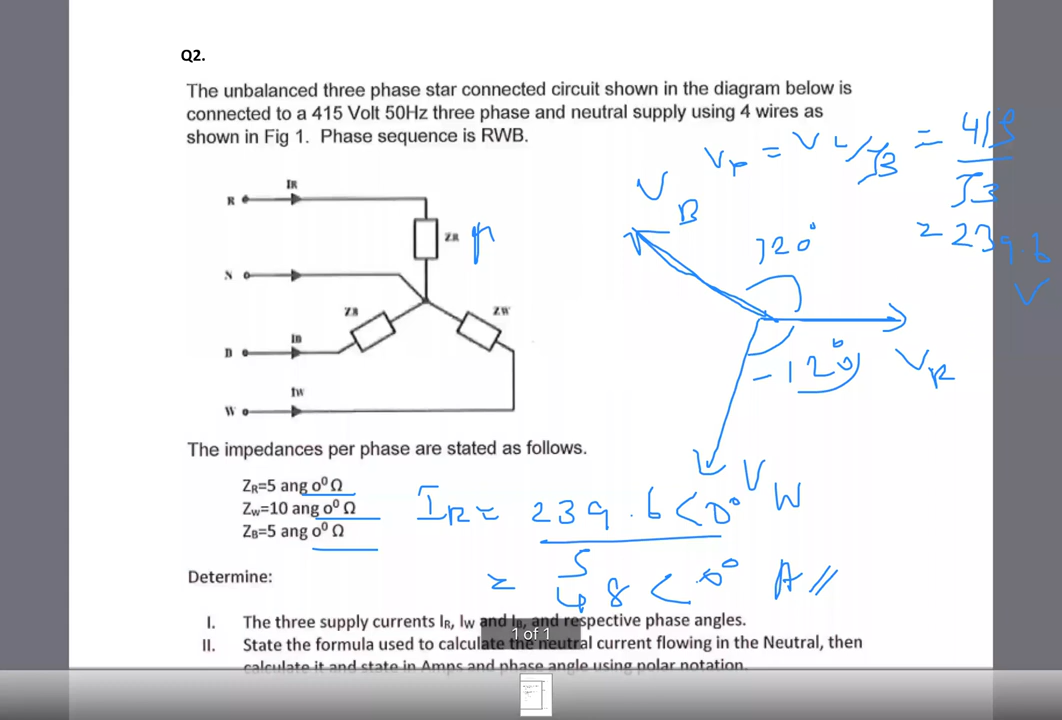 Q2.
The unbalanced three phase star connected circuit shown in the diagram below is
connected to a 415 Volt 50Hz three phase and neutral supply using 4 wires as
shown in Fig 1. Phase sequence is RWB.
VP = VL/√3 = 415
√3
= 239.6
V
VB
120°
VR
-120°
VW
IR
R
ZR
N
ZB
ZW
IB
B
IW
W
The impedances per phase are stated as follows.
ZR=5 ang 0⁰ Ω
ZW=10 ang 0⁰ Ω
ZB=5 ang 0⁰ Ω
IR = 239.6 <0°
5
= 48 < 0° A //
Determine:
I. The three supply currents IR, IW and IB, and respective phase angles.
II. State the formula used to calculate the neutral current flowing in the Neutral, then
calculate it and state in Amps and phase angle using polar notation.
1 of 1